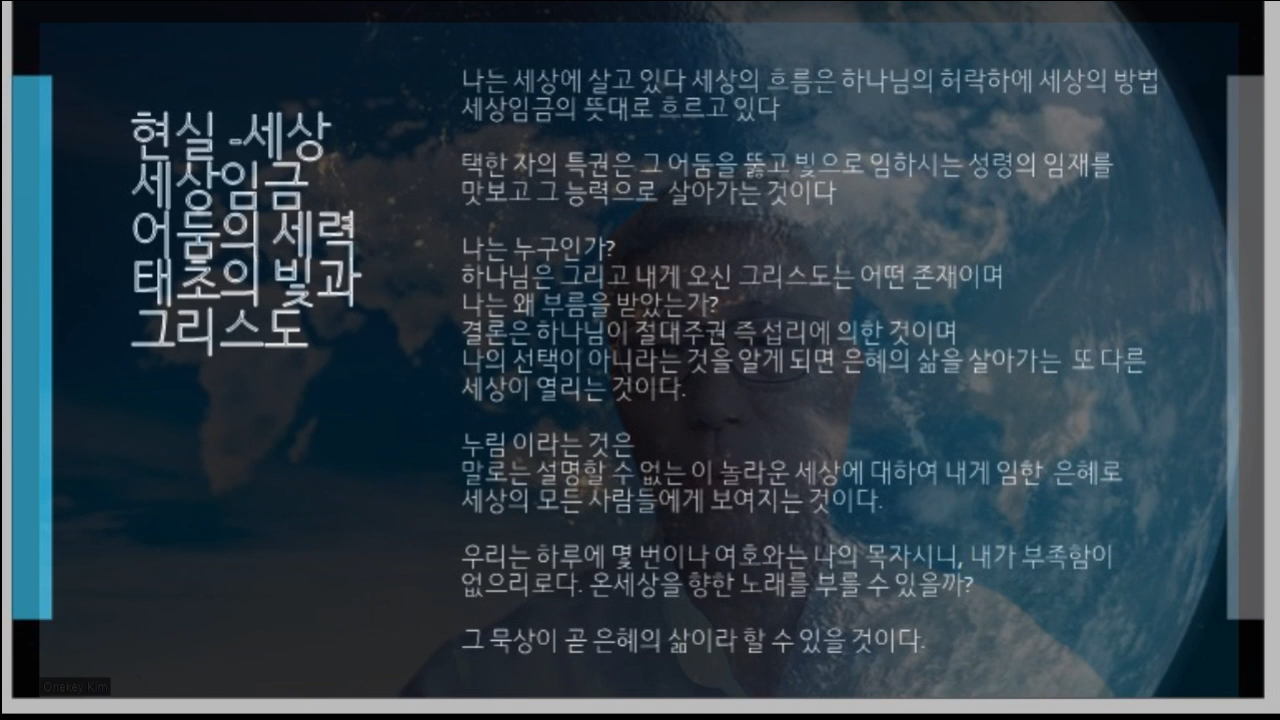 현실 -세상
세상임금
어둠의 세력
태초의 빛과
그리스도
나는 세상에 살고 있다 세상의 흐름은 하나님의 허락하에 세상의 방법
세상임금의 뜻대로 흐르고 있다
택한 자의 특권은 그 어둠을 뚫고 빛으로 임하시는 성령의 임재를
맛보고 그 능력으로 살아가는 것이다
나는 누구인가?
하나님은 그리고 내게 오신 그리스도는 어떤 존재이며
나는 왜 부름을 받았는가?
결론은 하나님이 절대주권 즉 섭리에 의한 것이며
나의 선택이 아니라는 것을 알게 되면 은혜의 삶을 살아가는 또 다른
세상이 열리는 것이다.
누림 이라는 것은
말로는 설명할 수 없는 이 놀라운 세상에 대하여 내게 임한 은혜로
세상의 모든 사람들에게 보여지는 것이다.
우리는 하루에 몇 번이나 여호와는 나의 목자시니, 내가 부족함이
없으리로다. 온세상을 향한 노래를 부를 수 있을까?
그 묵상이 곧 은혜의 삶이라 할 수 있을 것이다.
Onekey Kim